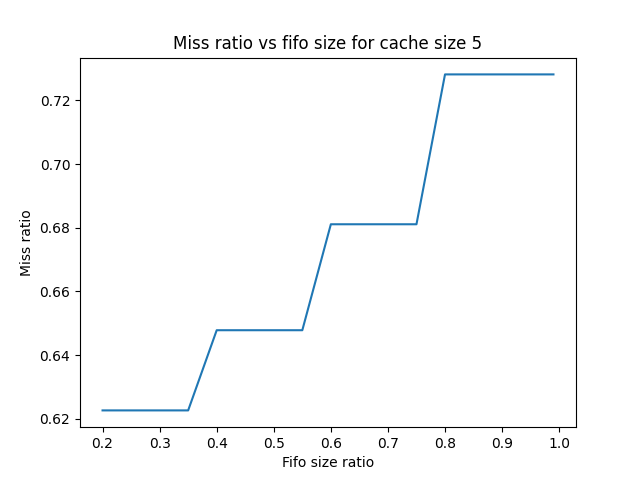 Miss ratio vs fifo size for cache size 5
Miss ratio
0.72
0.70
0.68
0.66
0.64
0.62
0.2 0.3 0.4 0.5 0.6 0.7 0.8 0.9 1.0
Fifo size ratio